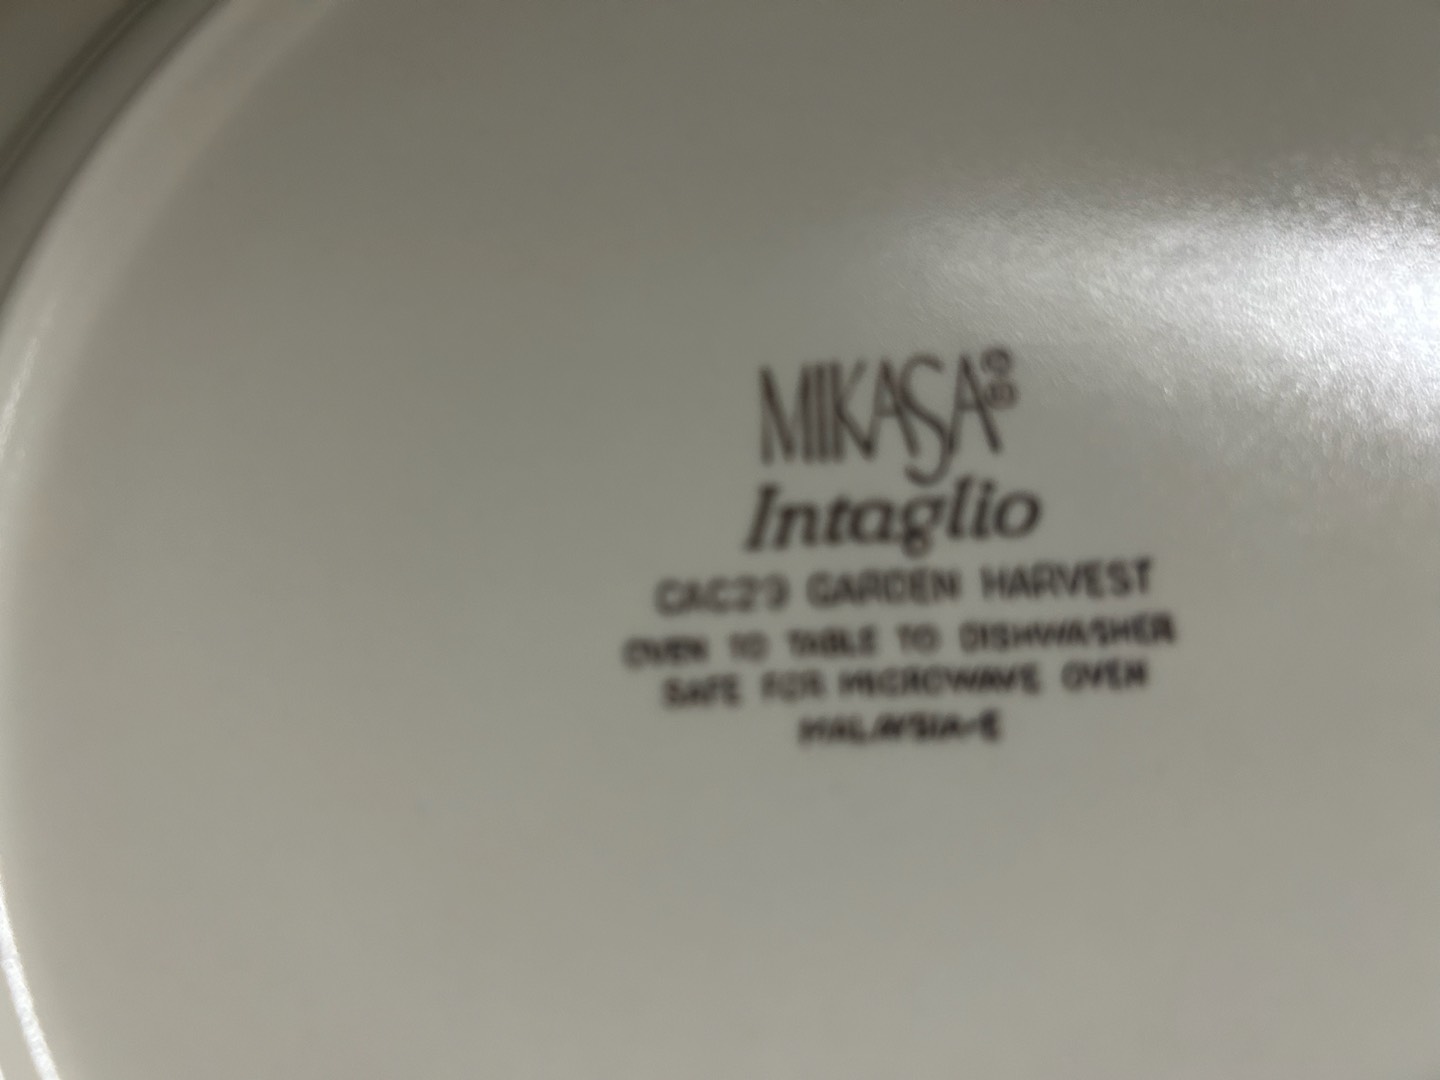 MIKASA®
Intaglio
CAC29 GARDEN HARVEST
OVEN TO TABLE TO DISHWASHER
SAFE FOR MICROWAVE OVEN
MALAYSIA-E